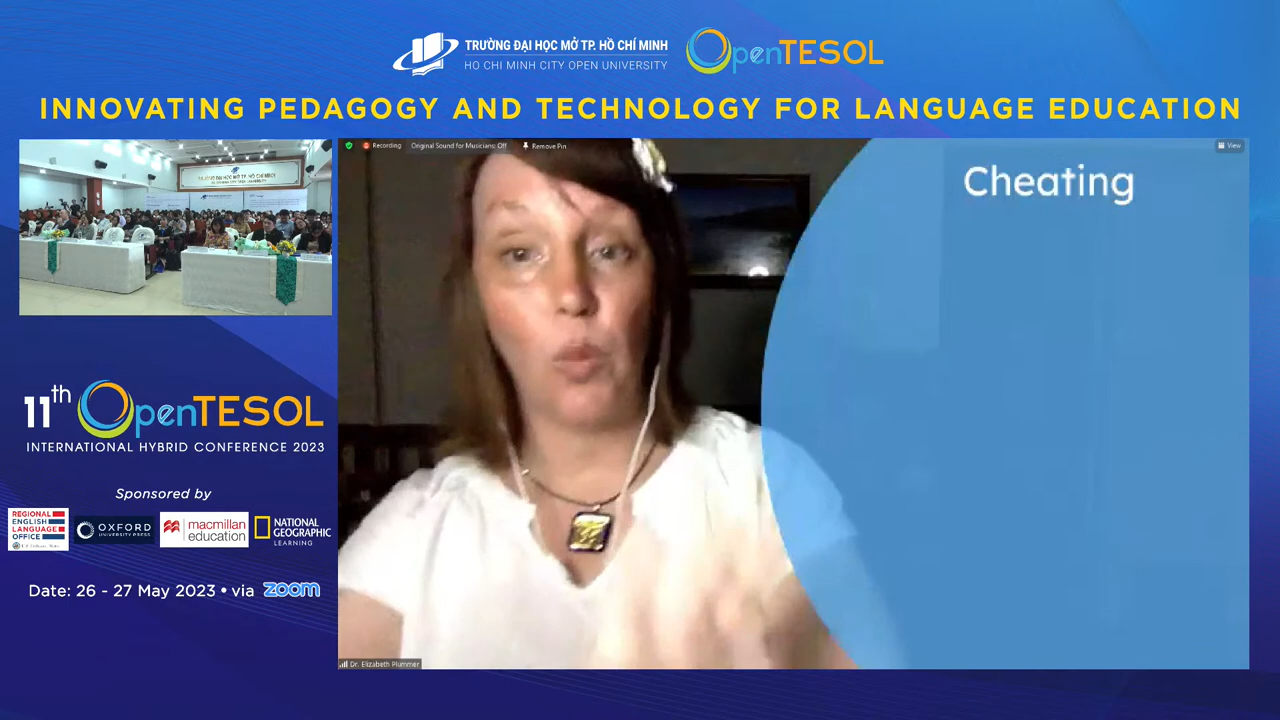 TRƯỜNG ĐẠI HỌC MỞ TP. HỒ CHÍ MINH
HO CHI MINH CITY OPEN UNIVERSITY
OpenTESOL
INNOVATING PEDAGOGY AND TECHNOLOGY FOR LANGUAGE EDUCATION
Recording
Original Sound for Musicians: Off
Remove Pin
View
Cheating
11th OpenTESOL
INTERNATIONAL HYBRID CONFERENCE 2023
Sponsored by
REGIONAL
ENGLISH
LANGUAGE
OFFICE
OXFORD
UNIVERSITY PRESS
macmillan
education
NATIONAL
GEOGRAPHIC
LEARNING
Date: 26 - 27 May 2023 • via zoom
Dr. Elizabeth Plummer